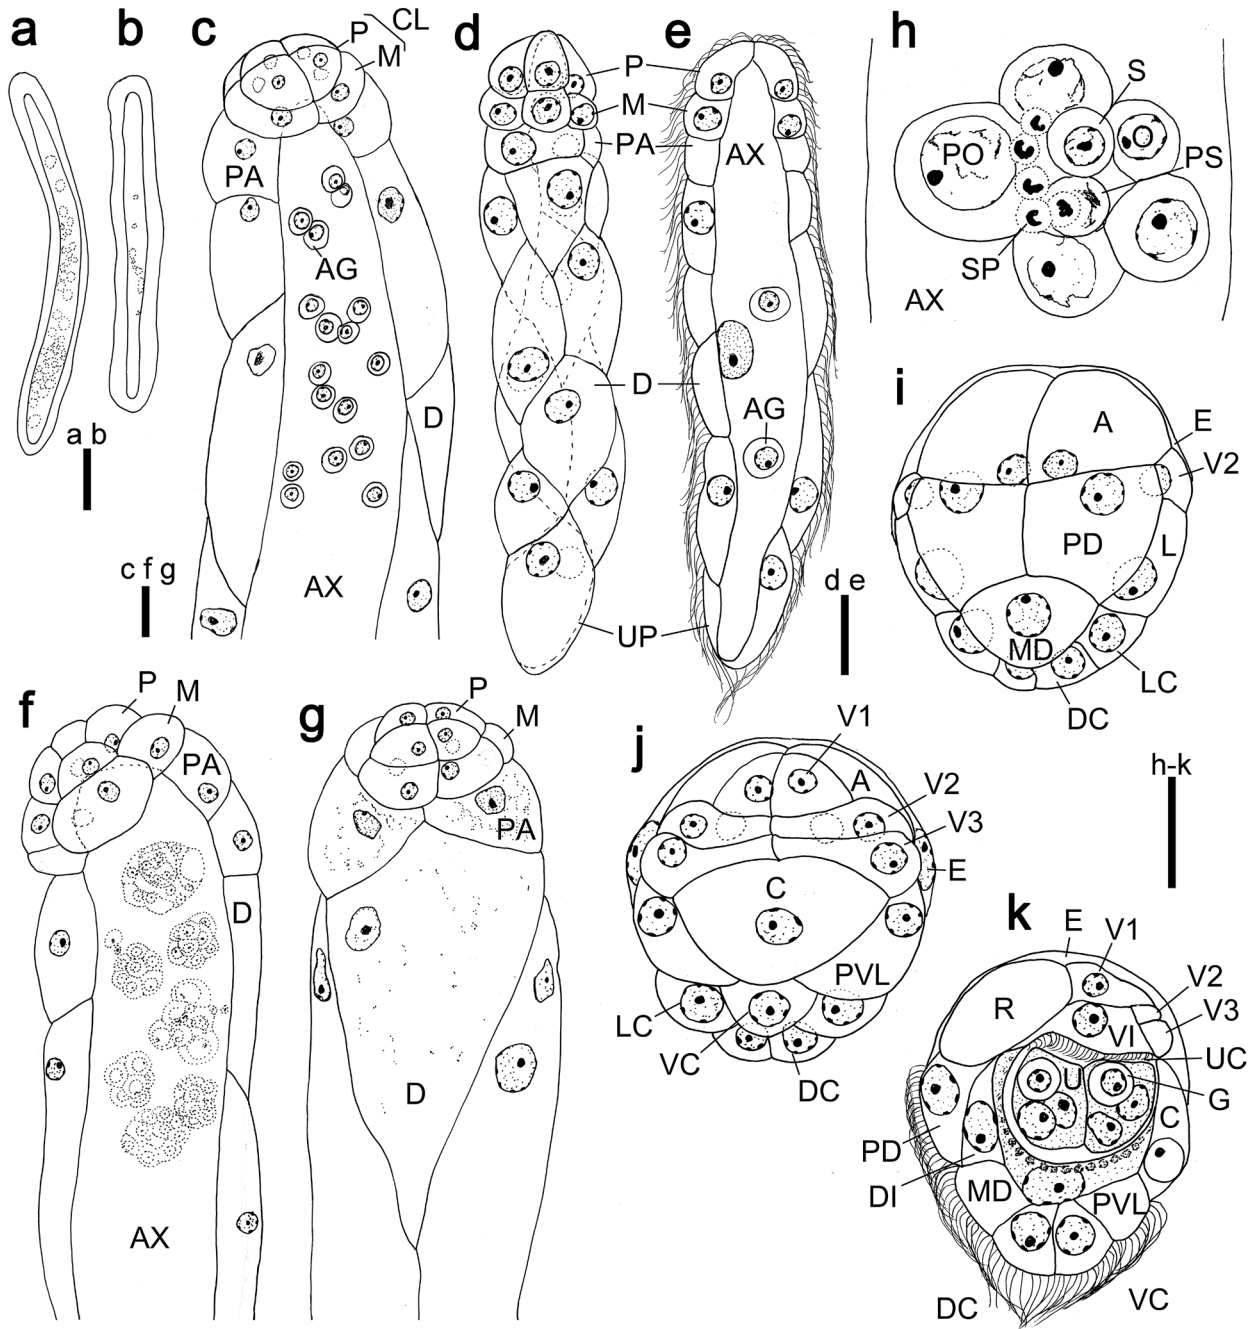 a
b
c
P
CL
M
PA
AG
D
AX
a b
c f g
d
e
P
M
PA
AX
D
AG
UP
d e
h
S
PO
PS
SP
AX
i
A
E
V2
PD
L
MD
LC
DC
h-k
f
P
M
PA
D
AX
g
P
M
PA
D
j
V1
A
V2
V3
E
C
PVL
LC
VC
DC
k
E
V1
R
V2
V3
VI
UC
U
G
C
PD
DI
MD
PVL
DC
VC